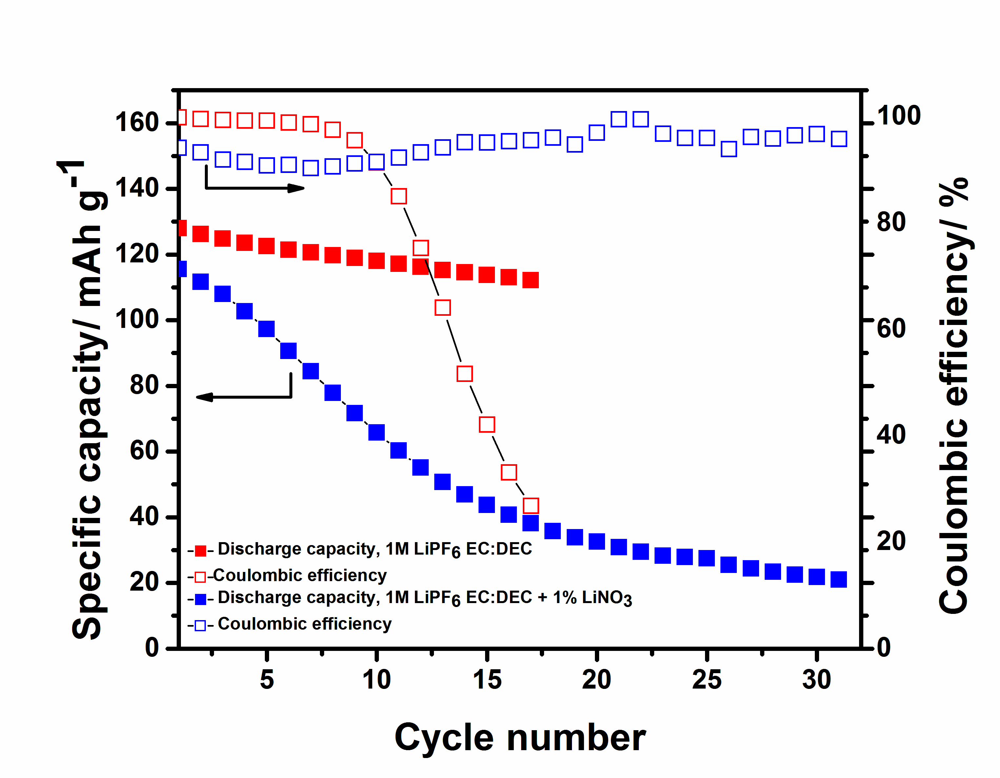 Specific capacity/ mAh g-1
160
140
120
100
80
60
40
20
0
100
80
60
40
20
0
Coulombic efficiency/ %
Discharge capacity, 1M LiPF6 EC:DEC
Coulombic efficiency
Discharge capacity, 1M LiPF6 EC:DEC + 1% LiNO3
Coulombic efficiency
5 10 15 20 25 30
Cycle number